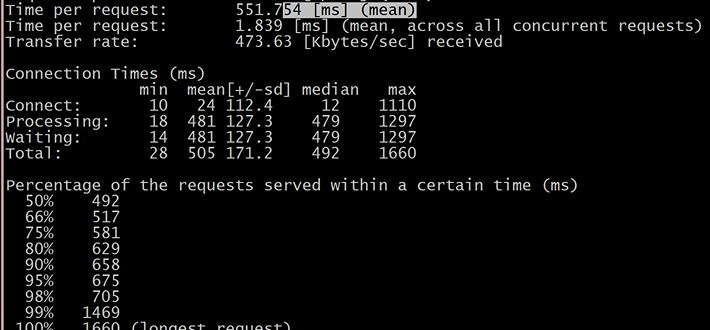 Time per request: 551.754 [ms] (mean)
Time per request: 1.839 [ms] (mean, across all concurrent requests)
Transfer rate: 473.63 [Kbytes/sec] received
Connection Times (ms)
min mean[+/-sd] median max
Connect: 10 24 112.4 12 1110
Processing: 18 481 127.3 479 1297
Waiting: 14 481 127.3 479 1297
Total: 28 505 171.2 492 1660
Percentage of the requests served within a certain time (ms)
50% 492
66% 517
75% 581
80% 629
90% 658
95% 675
98% 705
99% 1469
100% 1660 (longest request)